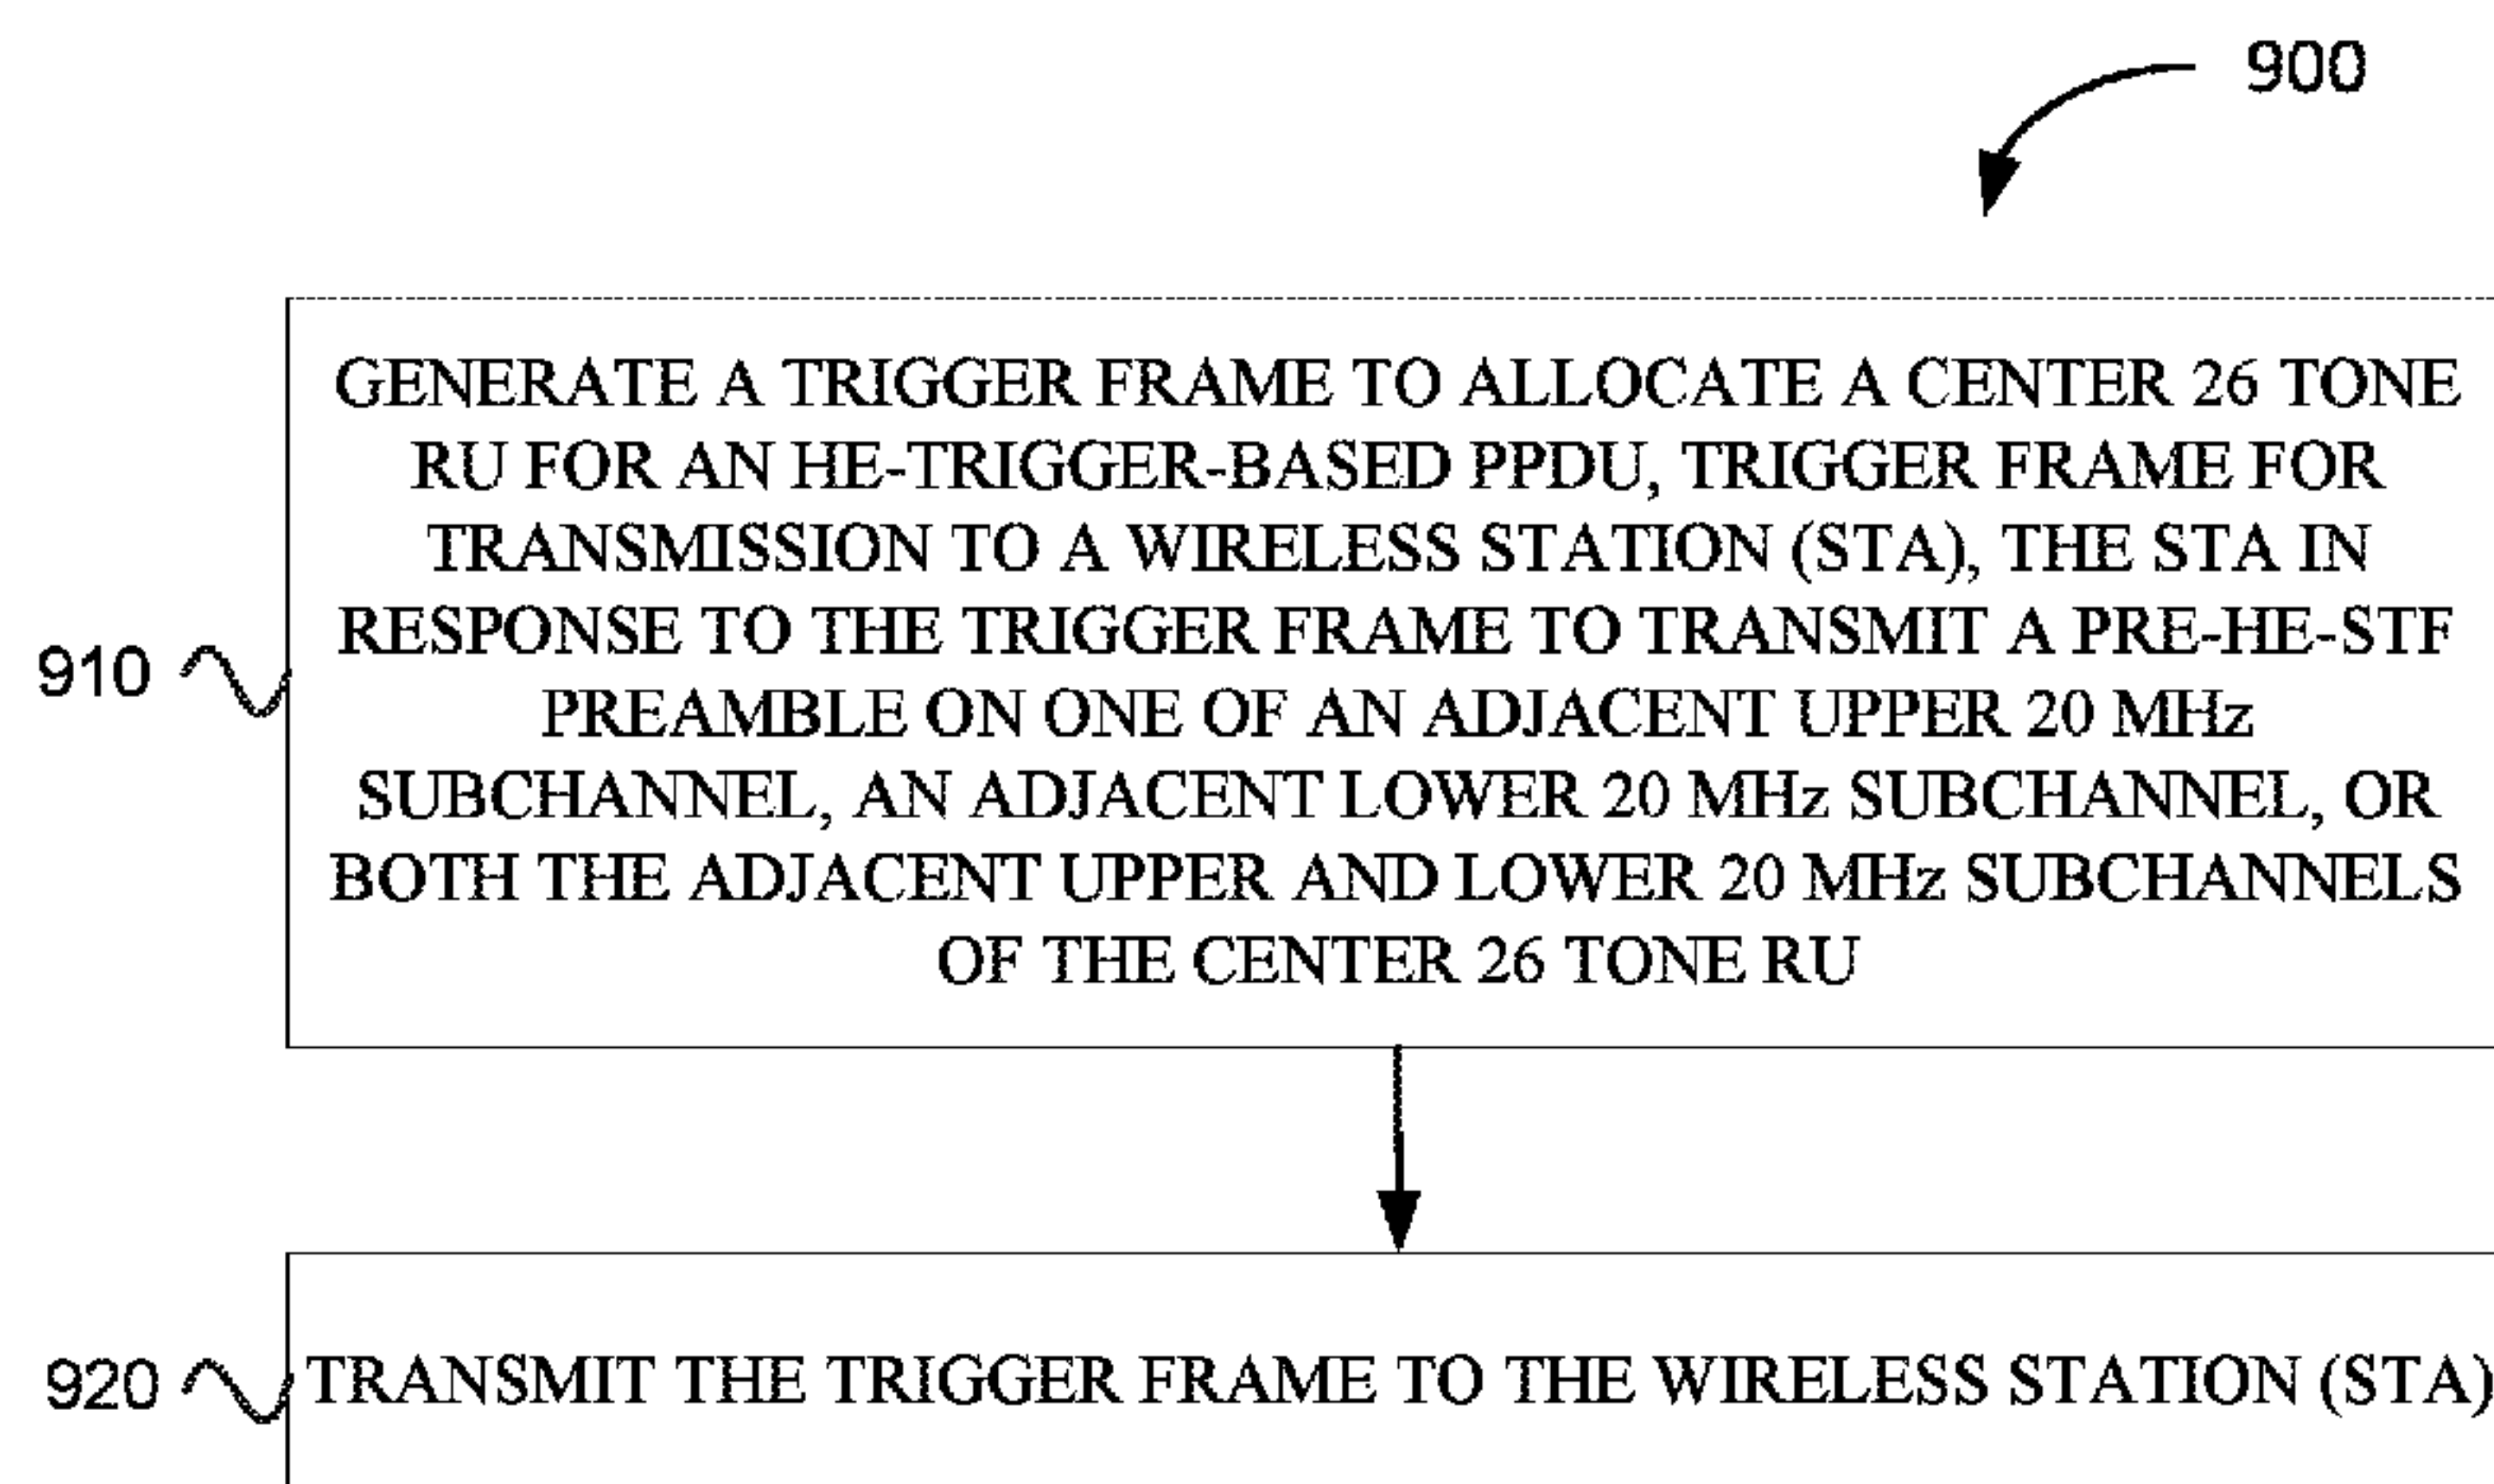 900
GENERATE A TRIGGER FRAME TO ALLOCATE A CENTER 26 TONE
RU FOR AN HE-TRIGGER-BASED PPDU, TRIGGER FRAME FOR
TRANSMISSION TO A WIRELESS STATION (STA), THE STA IN
RESPONSE TO THE TRIGGER FRAME TO TRANSMIT A PRE-HE-STF
910
PREAMBLE ON ONE OF AN ADJACENT UPPER 20 MHz
SUBCHANNEL, AN ADJACENT LOWER 20 MHz SUBCHANNEL, OR
BOTH THE ADJACENT UPPER AND LOWER 20 MHz SUBCHANNELS
OF THE CENTER 26 TONE RU
920
TRANSMIT THE TRIGGER FRAME TO THE WIRELESS STATION (STA)